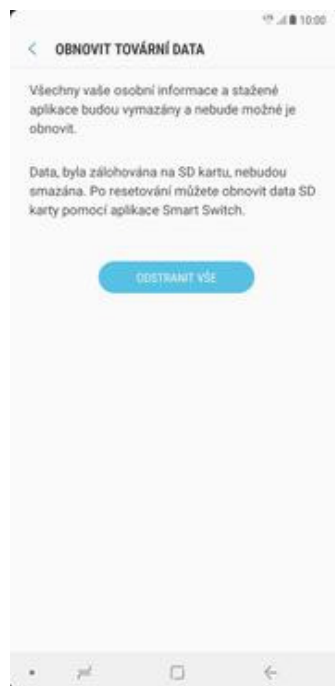 10:00
OBNOVIT TOVÁRNÍ DATA
Všechny vaše osobní informace a stažené
aplikace budou vymazány a nebude možné je
obnovit.
Data, byla zálohována na SD kartu, nebudou
smazána. Po resetování můžete obnovit data SD
karty pomocí aplikace Smart Switch.
ODSTRANIT VŠE